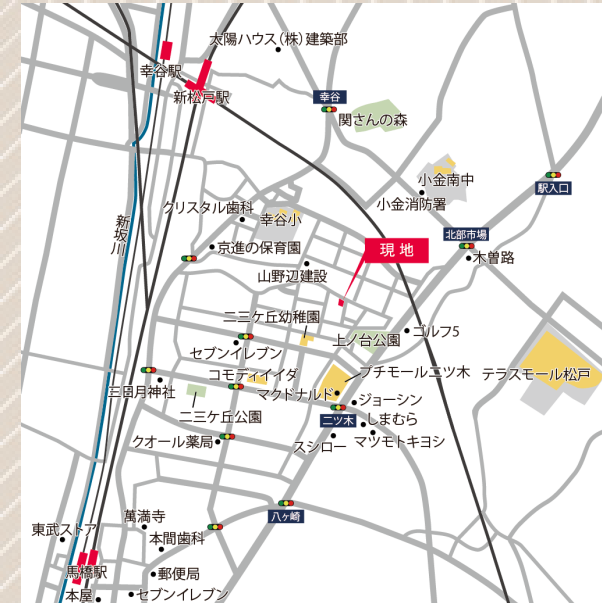 太陽ハウス(株)建築部
幸谷駅
新松戸駅
幸谷
関さんの森
小金南中
駅入口
小金消防署
クリスタル歯科
幸谷小
新坂川
北部市場
現地
京進の保育園
木曽路
山野辺建設
二三ケ丘幼稚園
上ノ台公園
ゴルフ5
セブンイレブン
コモディイイダ
プチモール二ツ木
テラスモール松戸
三日月神社
マクドナルド
ジョーシン
二三ケ丘公園
二ツ木
しまむら
クオール薬局
スシロー
マツモトキヨシ
萬満寺
八ヶ崎
東武ストア
本間歯科
馬橋駅
郵便局
本屋
セブンイレブン